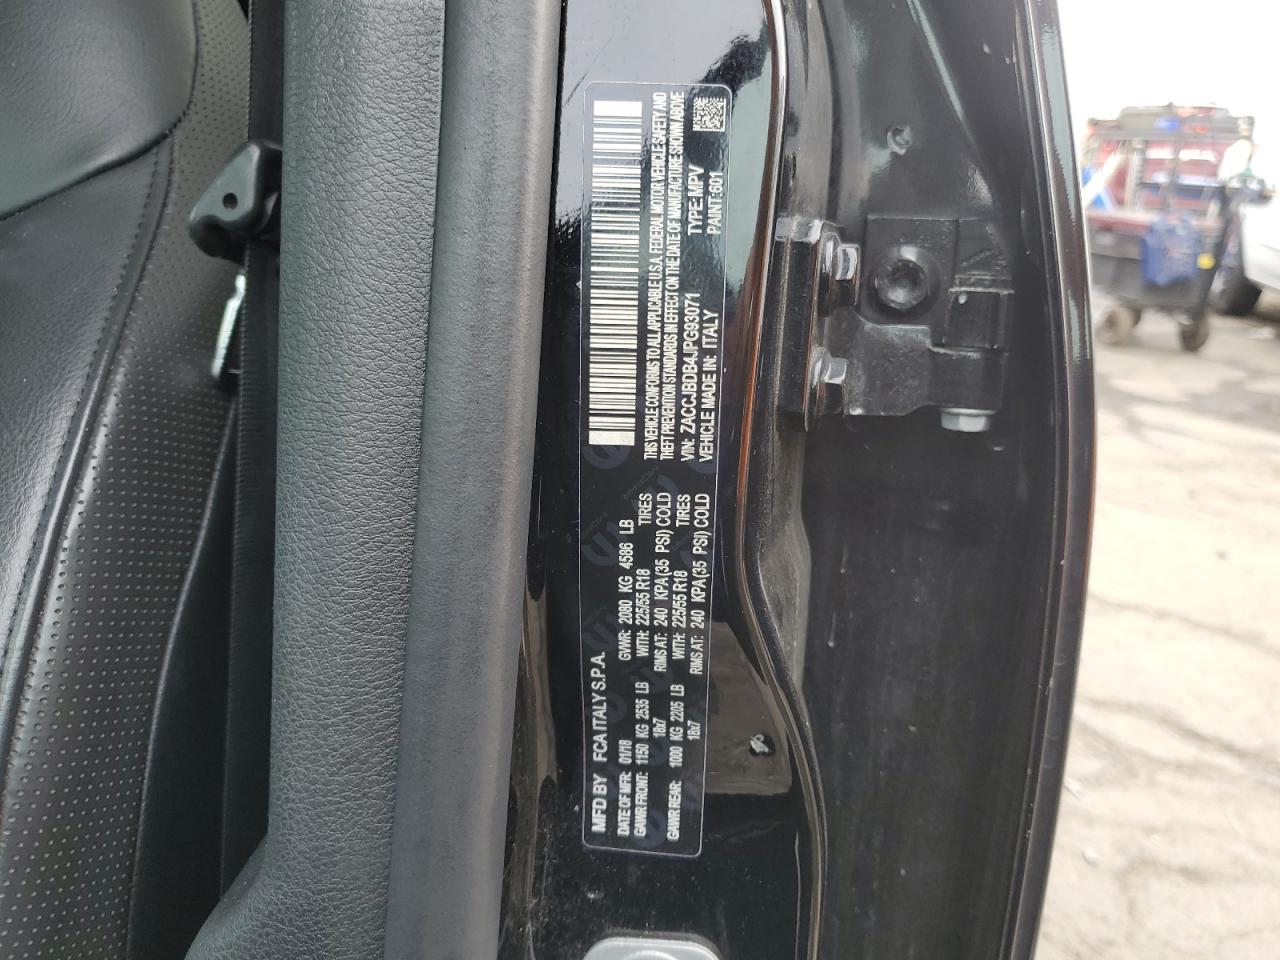 MFD BY FCA ITALY S.P.A.
DATE OF MFR: 01/18 GVWR: 2080 KG 4586 LB
GAWR FRONT: 1150 KG 2535 LB WITH: 225/55 R18 TIRES
18x7 RIMS AT: 240 KPA(35 PSI) COLD
GAWR REAR: 1000 KG 2205 LB WITH: 225/55 R18 TIRES
18x7 RIMS AT: 240 KPA(35 PSI) COLD
THIS VEHICLE CONFORMS TO ALL APPLICABLE U.S.A. FEDERAL MOTOR VEHICLE SAFETY AND
THEFT PREVENTION STANDARDS IN EFFECT ON THE DATE OF MANUFACTURE SHOWN ABOVE
VIN: ZACCJBDB4JPG93071 TYPE: MPV
VEHICLE MADE IN: ITALY PAINT: 601